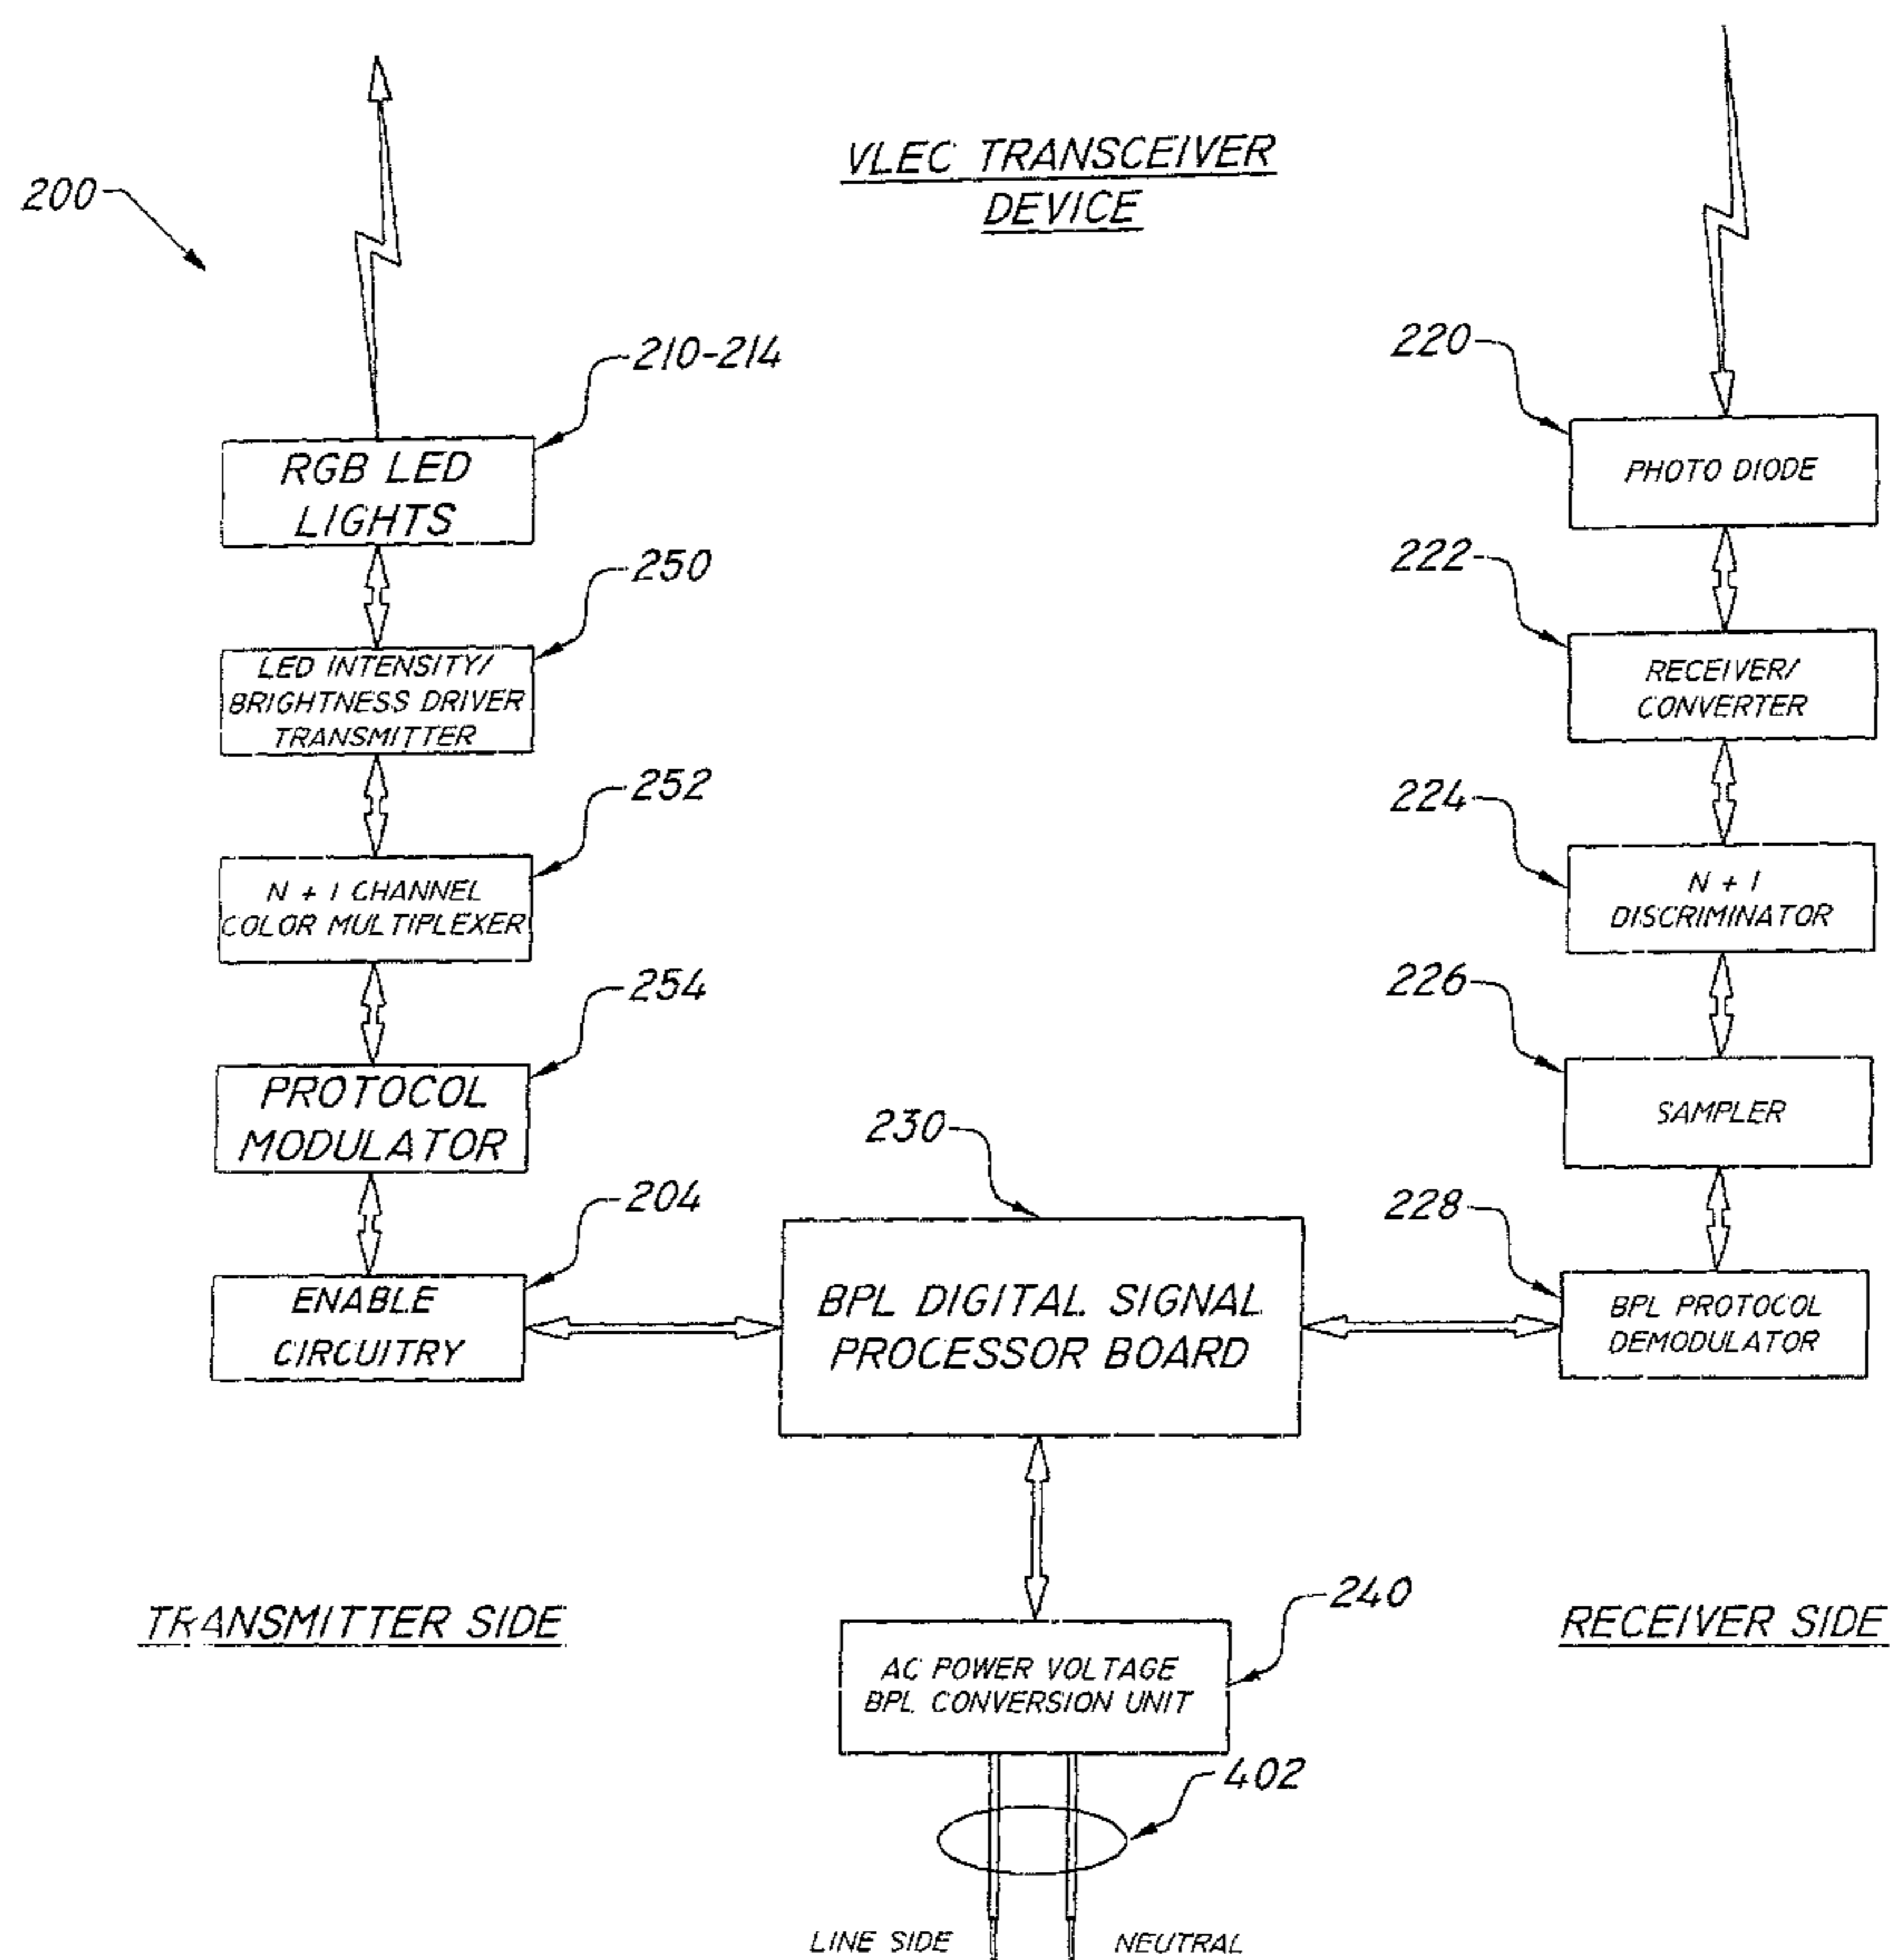 VLEC TRANSCEIVER
DEVICE
200
210-214
RGB LED
LIGHTS
250
LED INTENSITY/
BRIGHTNESS DRIVER
TRANSMITTER
252
N + 1 CHANNEL
COLOR MULTIPLEXER
254
PROTOCOL
MODULATOR
204
ENABLE
CIRCUITRY
230
BPL DIGITAL SIGNAL
PROCESSOR BOARD
220
PHOTO DIODE
222
RECEIVER/
CONVERTER
224
N + 1
DISCRIMINATOR
226
SAMPLER
228
BPL PROTOCOL
DEMODULATOR
TRANSMITTER SIDE
240
AC POWER VOLTAGE
BPL CONVERSION UNIT
RECEIVER SIDE
402
LINE SIDE
NEUTRAL